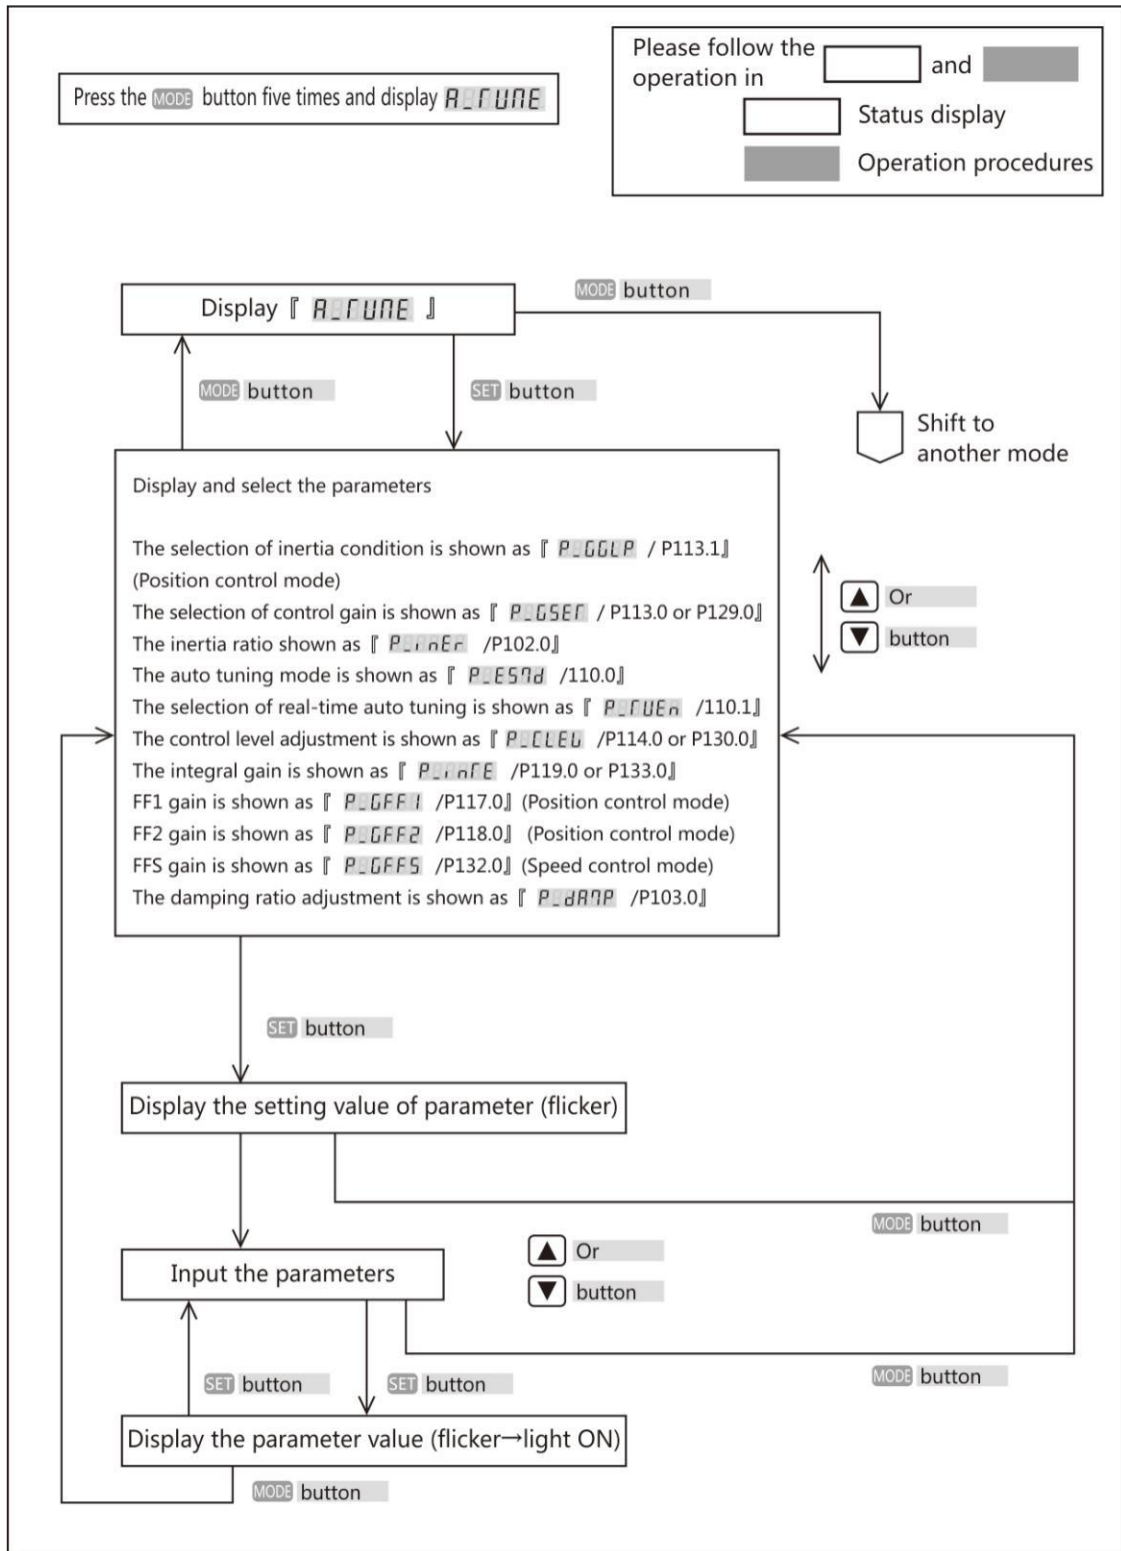 Please follow the
operation in and
Status display
Operation procedures
Press the MODE button five times and display A_TUNE
MODE button
Display『 A_TUNE 』
MODE button
SET button
Shift to
another mode
Display and select the parameters
The selection of inertia condition is shown as『 P_GGLP / P113.1』
(Position control mode)
The selection of control gain is shown as『 P_GSET / P113.0 or P129.0』
The inertia ratio shown as『 P_inEr /P102.0』
The auto tuning mode is shown as『 P_ESMd /110.0』
The selection of real-time auto tuning is shown as『 P_TUEn /110.1』
The control level adjustment is shown as『 P_CLEL /P114.0 or P130.0』
The integral gain is shown as『 P_inTE /P119.0 or P133.0』
FF1 gain is shown as『 P_GFF1 /P117.0』(Position control mode)
FF2 gain is shown as『 P_GFF2 /P118.0』 (Position control mode)
FFS gain is shown as『 P_GFFS /P132.0』(Speed control mode)
The damping ratio adjustment is shown as『 P_dAMP /P103.0』
▲ Or
▼ button
SET button
Display the setting value of parameter (flicker)
MODE button
Input the parameters
▲ Or
▼ button
MODE button
SET button
SET button
Display the parameter value (flicker→light ON)
MODE button